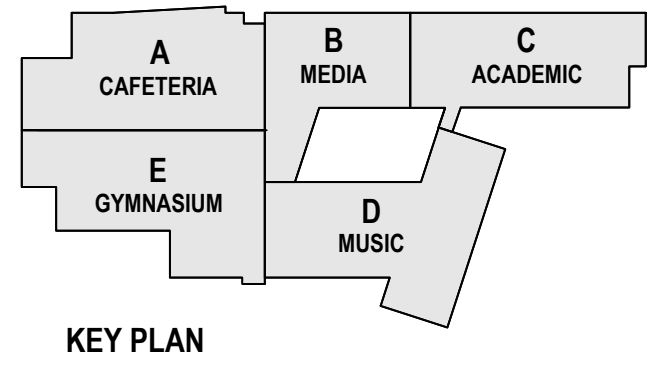 A
CAFETERIA
B
MEDIA
C
ACADEMIC
E
GYMNASIUM
D
MUSIC
KEY PLAN